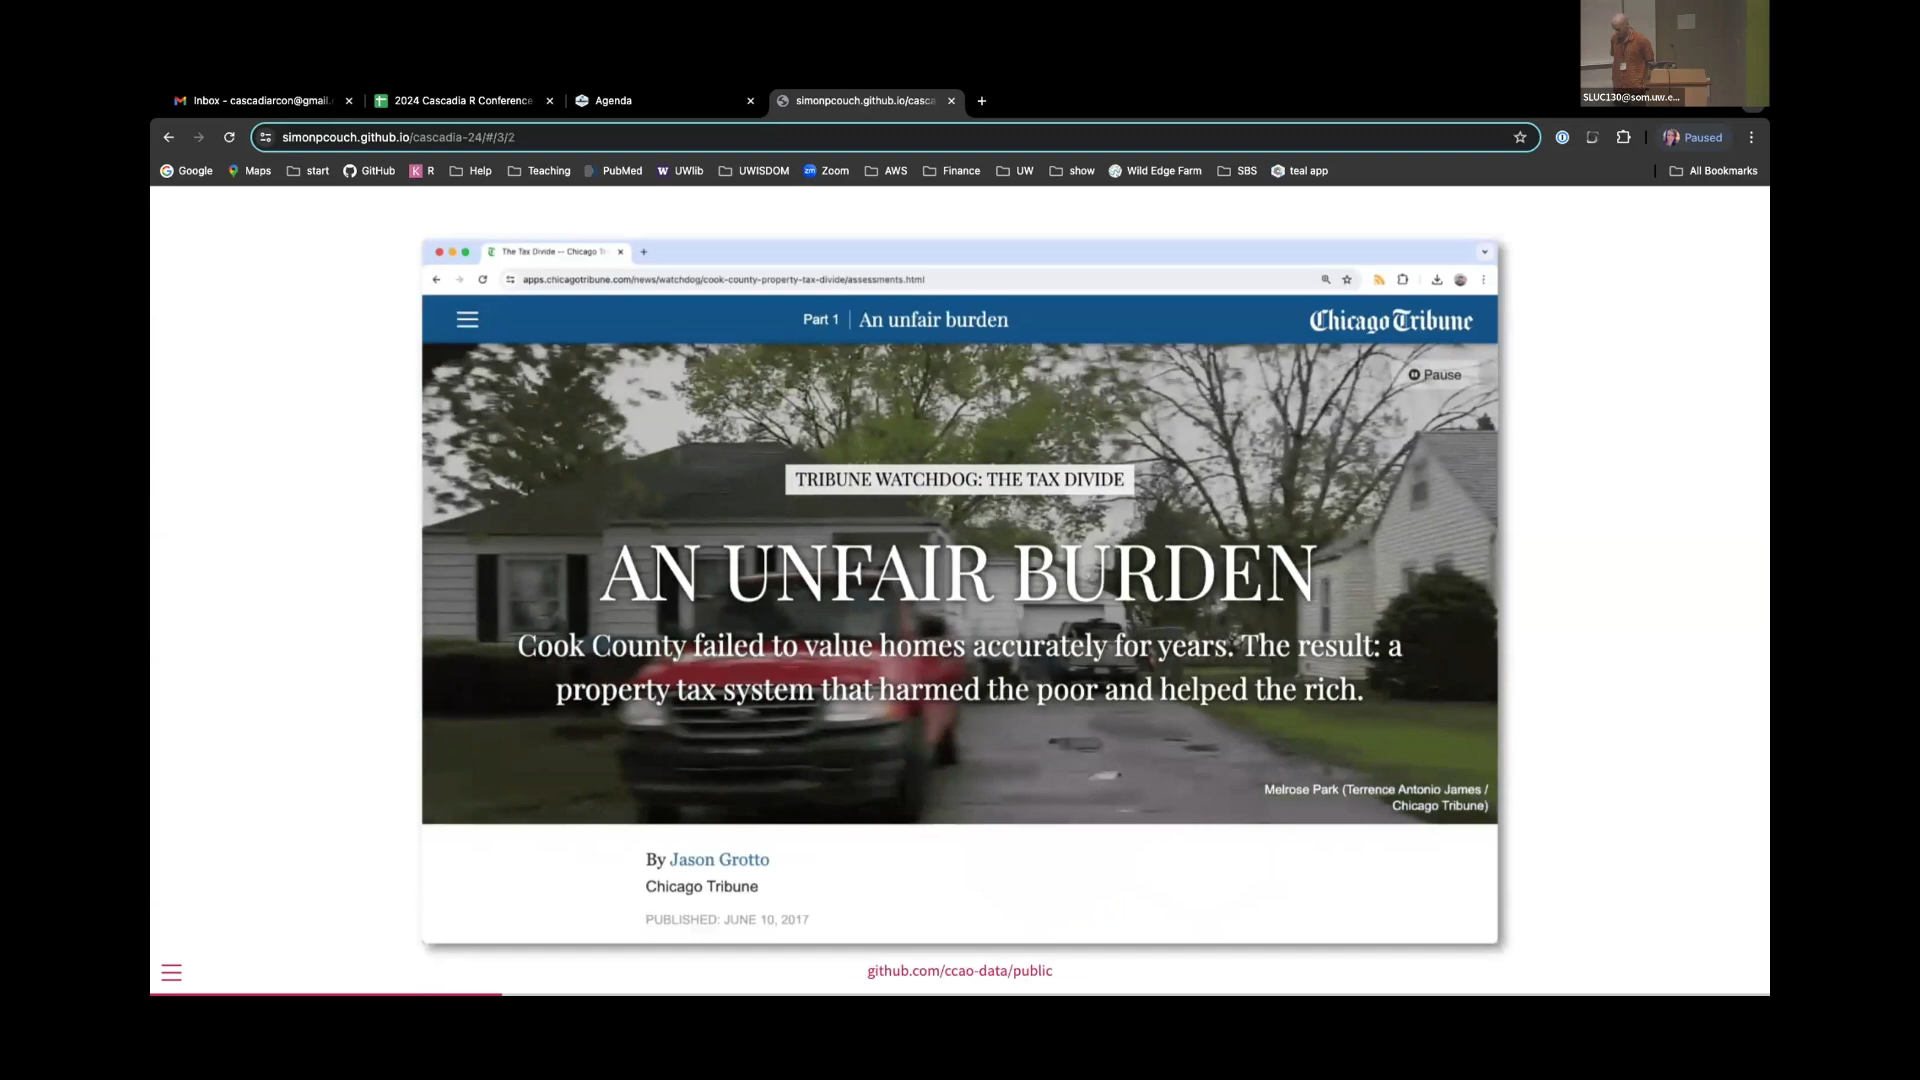 SLUC130@som.uw.e...
Inbox - cascadiarcon@gmail.
2024 Cascadia R Conference
Agenda
simonpcouch.github.io/casca
simonpcouch.github.io/cascadia-24/#/3/2
Paused
Google
Maps
start
GitHub
K R
Help
Teaching
PubMed
W UWlib
UWISDOM
zm Zoom
AWS
Finance
UW
show
Wild Edge Farm
SBS
teal app
All Bookmarks
The Tax Divide -- Chicago Tr
apps.chicagotribune.com/news/watchdog/cook-county-property-tax-divide/assessments.html
Part 1 | An unfair burden
Chicago Tribune
Pause
TRIBUNE WATCHDOG: THE TAX DIVIDE
AN UNFAIR BURDEN
Cook County failed to value homes accurately for years. The result: a
property tax system that harmed the poor and helped the rich.
Melrose Park (Terrence Antonio James /
Chicago Tribune)
By Jason Grotto
Chicago Tribune
PUBLISHED: JUNE 10, 2017
github.com/ccao-data/public